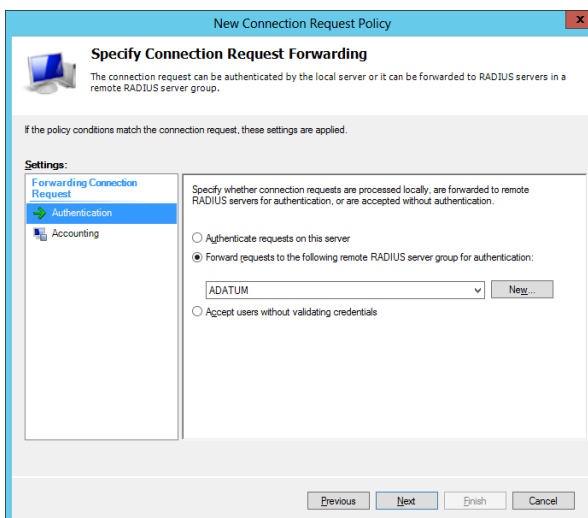 New Connection Request Policy
x
Specify Connection Request Forwarding
The connection request can be authenticated by the local server or it can be forwarded to RADIUS servers in a
remote RADIUS server group.
If the policy conditions match the connection request, these settings are applied.
Settings:
Forwarding Connection
Request
Authentication
Accounting
Specify whether connection requests are processed locally, are forwarded to remote
RADIUS servers for authentication, or are accepted without authentication.
Authenticate requests on this server
Forward requests to the following remote RADIUS server group for authentication:
ADATUM
New...
Accept users without validating credentials
Previous
Next
Finish
Cancel